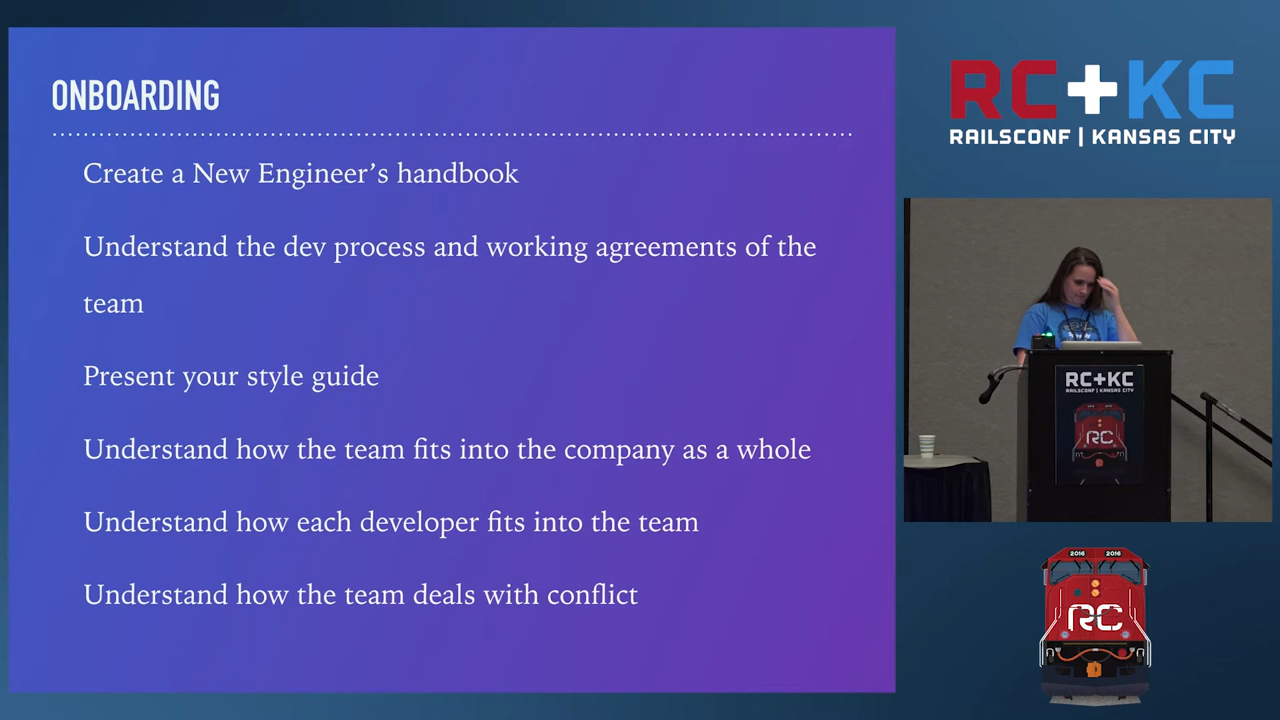 ONBOARDING
Create a New Engineer’s handbook
Understand the dev process and working agreements of the
team
Present your style guide
Understand how the team fits into the company as a whole
Understand how each developer fits into the team
Understand how the team deals with conflict
RC+KC
RAILSCONF | KANSAS CITY
RC+KC
RAILSCONF | KANSAS CITY
RC
2016 2016
RC